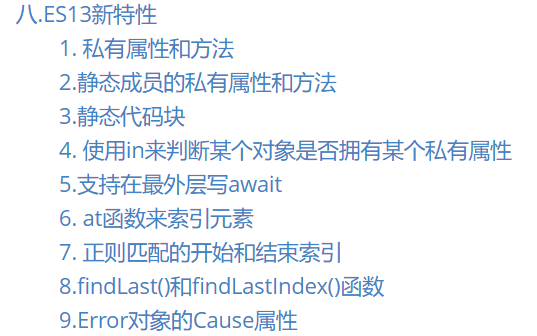 八.ES13新特性
1. 私有属性和方法
2.静态成员的私有属性和方法
3.静态代码块
4. 使用in来判断某个对象是否拥有某个私有属性
5.支持在最外层写await
6. at函数来索引元素
7. 正则匹配的开始和结束索引
8.findLast()和findLastIndex()函数
9.Error对象的Cause属性